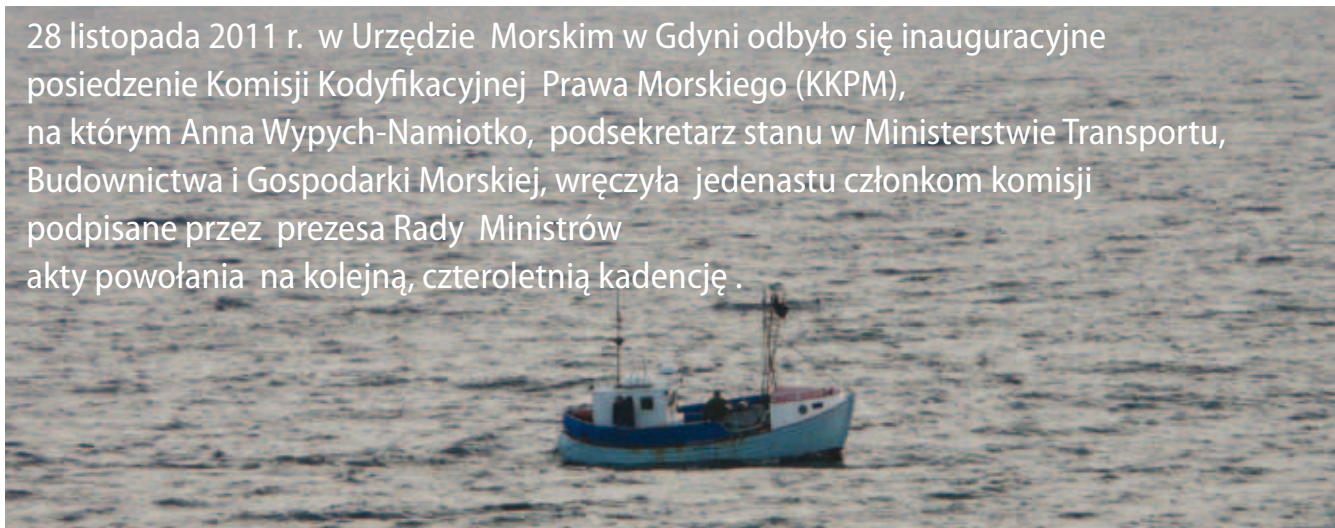 28 listopada 2011 r. w Urzędzie Morskim w Gdyni odbyło się inauguracyjne
posiedzenie Komisji Kodyfikacyjnej Prawa Morskiego (KKPM),
na którym Anna Wypych-Namiotko, podsekretarz stanu w Ministerstwie Transportu,
Budownictwa i Gospodarki Morskiej, wręczyła jedenastu członkom komisji
podpisane przez prezesa Rady Ministrów
akty powołania na kolejną, czteroletnią kadencję .